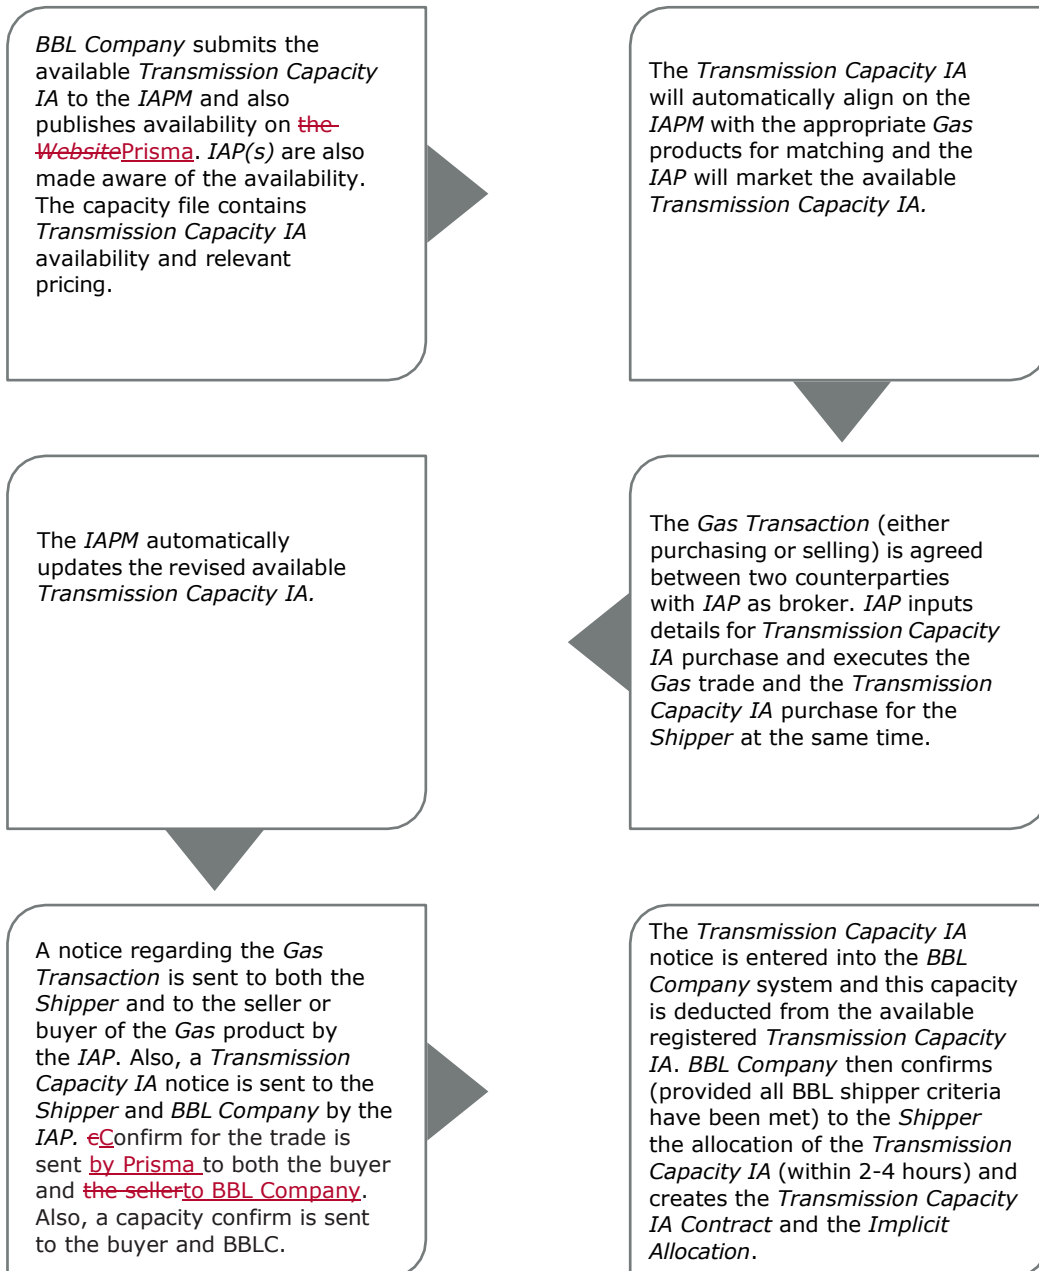 BBL Company submits the
available Transmission Capacity
IA to the IAPM and also
publishes availability on the
WebsitePrisma. IAP(s) are also
made aware of the availability.
The capacity file contains
Transmission Capacity IA
availability and relevant
pricing.
The Transmission Capacity IA
will automatically align on the
IAPM with the appropriate Gas
products for matching and the
IAP will market the available
Transmission Capacity IA.
The Gas Transaction (either
purchasing or selling) is agreed
between two counterparties
with IAP as broker. IAP inputs
details for Transmission Capacity
IA purchase and executes the
Gas trade and the Transmission
Capacity IA purchase for the
Shipper at the same time.
The IAPM automatically
updates the revised available
Transmission Capacity IA.
A notice regarding the Gas
Transaction is sent to both the
Shipper and to the seller or
buyer of the Gas product by
the IAP. Also, a Transmission
Capacity IA notice is sent to the
Shipper and BBL Company by the
IAP. cConfirm for the trade is
sent by Prisma to both the buyer
and the sellerto BBL Company.
Also, a capacity confirm is sent
to the buyer and BBLC.
The Transmission Capacity IA
notice is entered into the BBL
Company system and this capacity
is deducted from the available
registered Transmission Capacity
IA. BBL Company then confirms
(provided all BBL shipper criteria
have been met) to the Shipper
the allocation of the Transmission
Capacity IA (within 2-4 hours) and
creates the Transmission Capacity
IA Contract and the Implicit
Allocation.